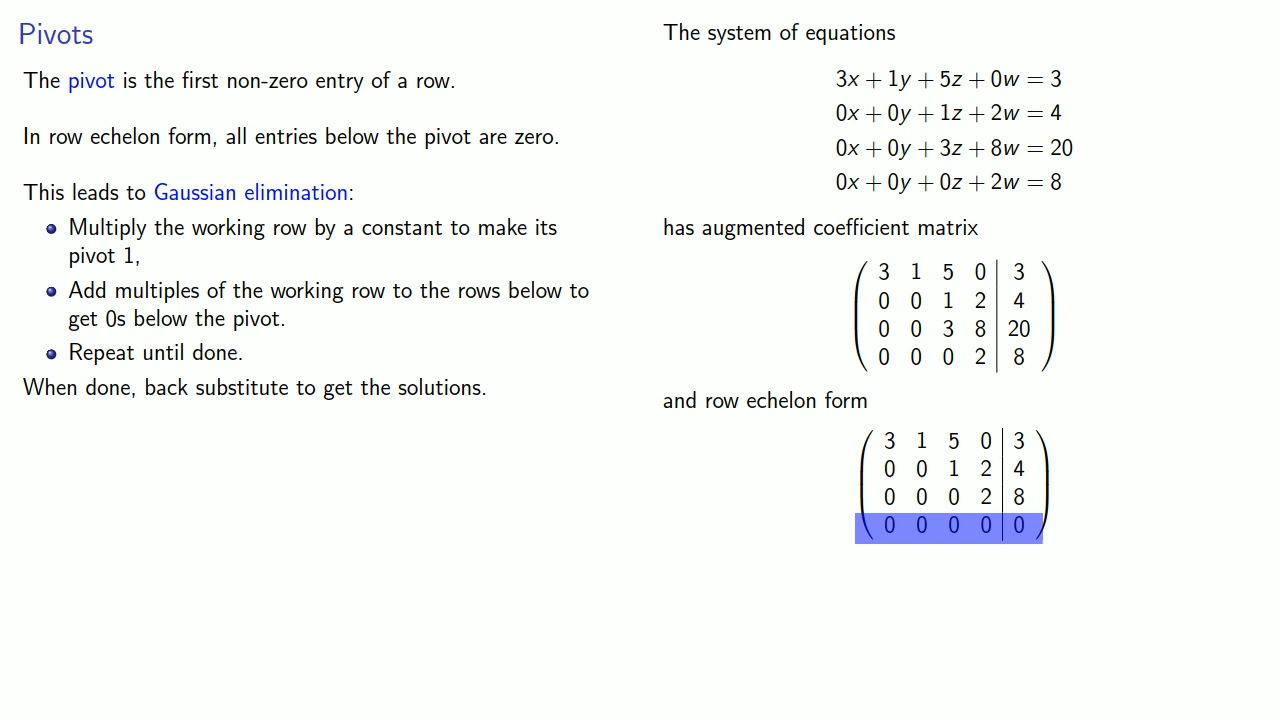 Pivots
The pivot is the first non-zero entry of a row.
In row echelon form, all entries below the pivot are zero.
This leads to Gaussian elimination:
Multiply the working row by a constant to make its
pivot 1,
Add multiples of the working row to the rows below to
get 0s below the pivot.
Repeat until done.
When done, back substitute to get the solutions.
The system of equations
3x + 1y + 5z + 0w = 3
0x + 0y + 1z + 2w = 4
0x + 0y + 3z + 8w = 20
0x + 0y + 0z + 2w = 8
has augmented coefficient matrix
3 1 5 0 | 3
0 0 1 2 | 4
0 0 3 8 | 20
0 0 0 2 | 8
and row echelon form
3 1 5 0 | 3
0 0 1 2 | 4
0 0 0 2 | 8
0 0 0 0 | 0